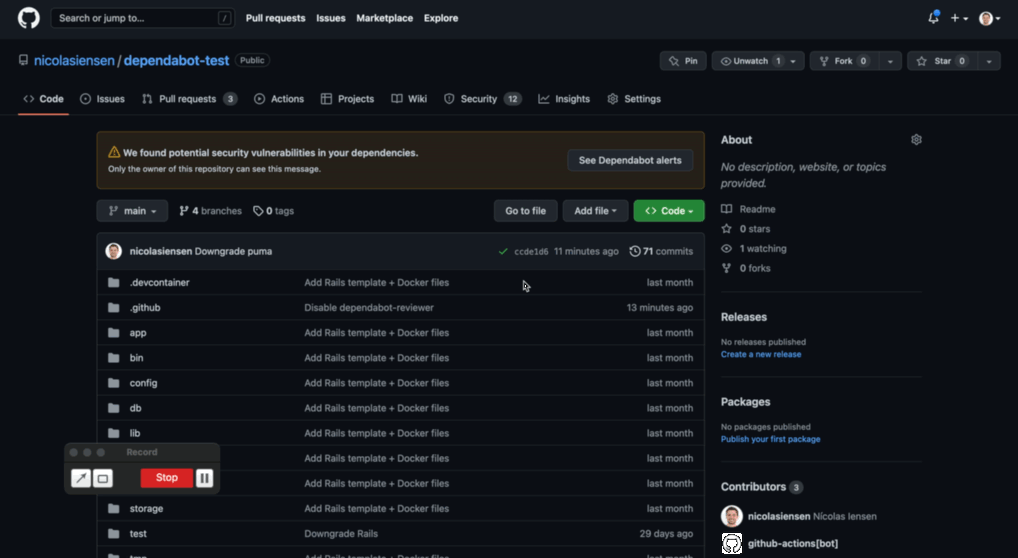 Search or jump to... / Pull requests Issues Marketplace Explore
nicolasiensen / dependabot-test Public Pin Unwatch 1 Fork 0 Star 0
Code Issues Pull requests 3 Actions Projects Wiki Security 12 Insights Settings
We found potential security vulnerabilities in your dependencies.
Only the owner of this repository can see this message.
See Dependabot alerts
main 4 branches 0 tags Go to file Add file Code
nicolasiensen Downgrade puma ccde1d6 11 minutes ago 71 commits
.devcontainer Add Rails template + Docker files last month
.github Disable dependabot-reviewer 13 minutes ago
app Add Rails template + Docker files last month
bin Add Rails template + Docker files last month
config Add Rails template + Docker files last month
db Add Rails template + Docker files last month
lib Add Rails template + Docker files last month
Add Rails template + Docker files last month
Add Rails template + Docker files last month
storage Add Rails template + Docker files last month
test Downgrade Rails 29 days ago
Add Rails template + Docker files last month
Record
Stop
About
No description, website, or topics
provided.
Readme
0 stars
1 watching
0 forks
Releases
No releases published
Create a new release
Packages
No packages published
Publish your first package
Contributors 3
nicolasiensen Nícolas Iensen
github-actions[bot]